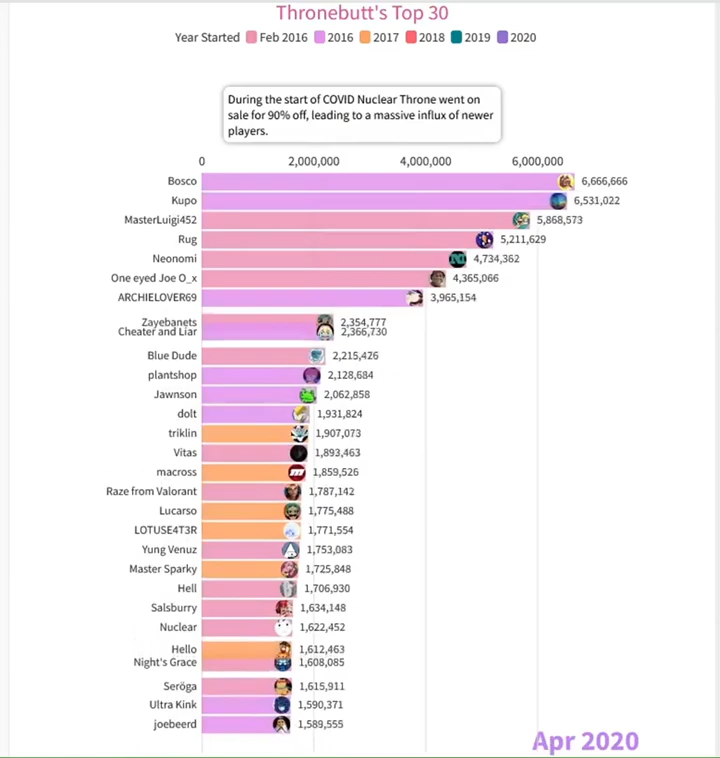 Thronebutt's Top 30
Year Started Feb 2016 2016 2017 2018 2019 2020
During the start of COVID Nuclear Throne went on
sale for 90% off, leading to a massive influx of newer
players.
0 2,000,000 4,000,000 6,000,000
Bosco 6,666,666
Kupo 6,531,022
MasterLuigi452 5,868,573
Rug 5,211,629
Neonomi 4,734,362
One eyed Joe O_x 4,365,066
ARCHIELOVER69 3,965,154
Zayebanets 2,354,777
Cheater and Liar 2,366,730
Blue Dude 2,215,426
plantshop 2,128,684
Jawnson 2,062,858
dolt 1,931,824
triklin 1,907,073
Vitas 1,893,463
macross 1,859,526
Raze from Valorant 1,787,142
Lucarso 1,775,488
LOTUSE4T3R 1,771,554
Yung Venuz 1,753,083
Master Sparky 1,725,848
Hell 1,706,930
Salsburry 1,634,148
Nuclear 1,622,452
Hello 1,612,463
Night's Grace 1,608,085
Seröga 1,615,911
Ultra Kink 1,590,371
joebeerd 1,589,555
Apr 2020